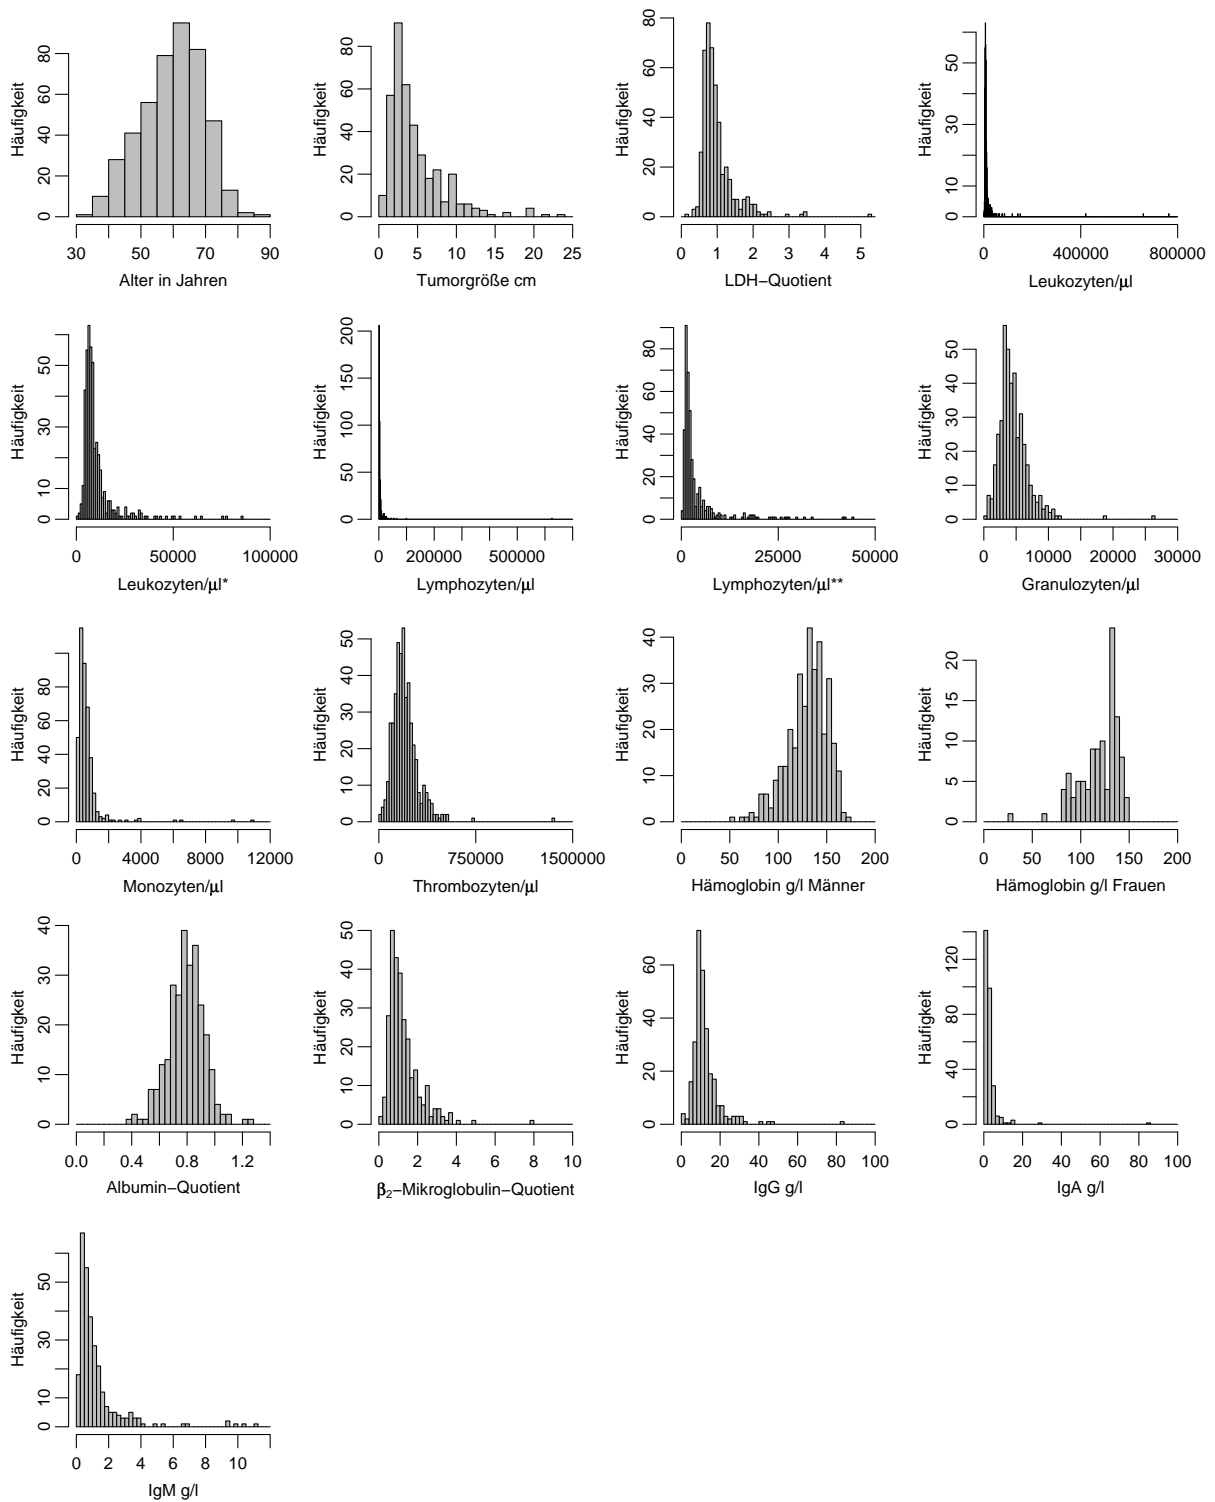 Häufigkeit
0 20 40 60 80
30 50 70 90
Alter in Jahren
Häufigkeit
0 20 40 60 80
0 5 10 15 20 25
Tumorgröße cm
Häufigkeit
0 20 40 60 80
0 1 2 3 4 5
LDH−Quotient
Häufigkeit
0 10 30 50
0 400000 800000
Leukozyten/μl
Häufigkeit
0 10 30 50
0 50000 100000
Leukozyten/μl*
Häufigkeit
0 50 100 150 200
0 200000 500000
Lymphozyten/μl
Häufigkeit
0 20 40 60 80
0 25000 50000
Lymphozyten/μl**
Häufigkeit
0 10 20 30 40 50
0 10000 20000 30000
Granulozyten/μl
Häufigkeit
0 20 40 60 80
0 4000 8000 12000
Monozyten/μl
Häufigkeit
0 10 20 30 40 50
0 750000 1500000
Thrombozyten/μl
Häufigkeit
0 10 20 30 40
0 50 100 150 200
Hämoglobin g/l Männer
Häufigkeit
0 5 10 15 20
0 50 100 150 200
Hämoglobin g/l Frauen
Häufigkeit
0 10 20 30 40
0.0 0.4 0.8 1.2
Albumin−Quotient
Häufigkeit
0 10 20 30 40 50
0 2 4 6 8 10
β₂−Mikroglobulin−Quotient
Häufigkeit
0 20 40 60
0 20 40 60 80 100
IgG g/l
Häufigkeit
0 40 80 120
0 20 40 60 80 100
IgA g/l
Häufigkeit
0 10 30 50
0 2 4 6 8 10
IgM g/l